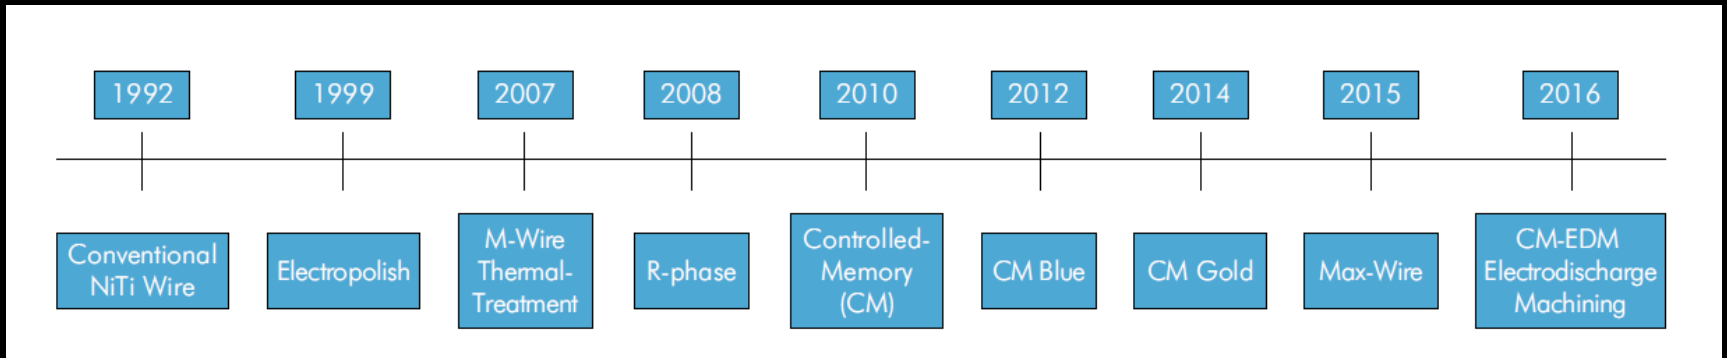 1992
1999
2007
2008
2010
2012
2014
2015
2016
Conventional
NiTi Wire
Electropolish
M-Wire
Thermal-
Treatment
R-phase
Controlled-
Memory
(CM)
CM Blue
CM Gold
Max-Wire
CM-EDM
Electrodischarge
Machining